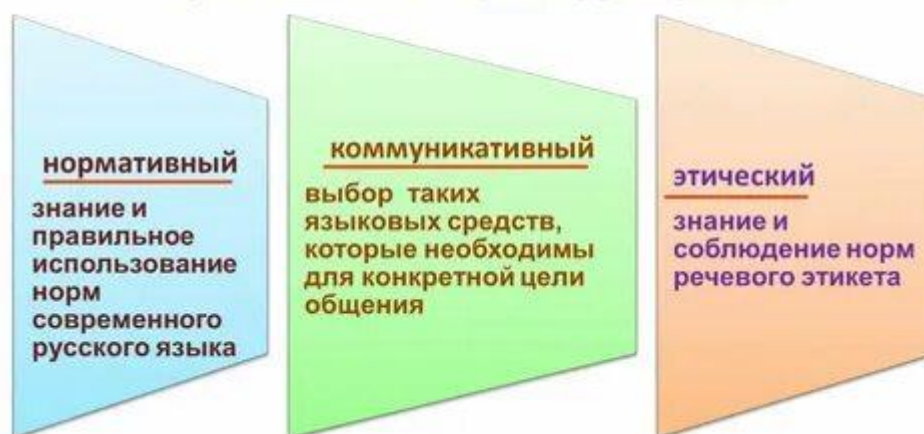 нормативный
знание и
правильное
использование
норм
современного
русского языка
коммуникативный
выбор таких
языковых средств,
которые необходимы
для конкретной цели
общения
этический
знание и
соблюдение норм
речевого этикета